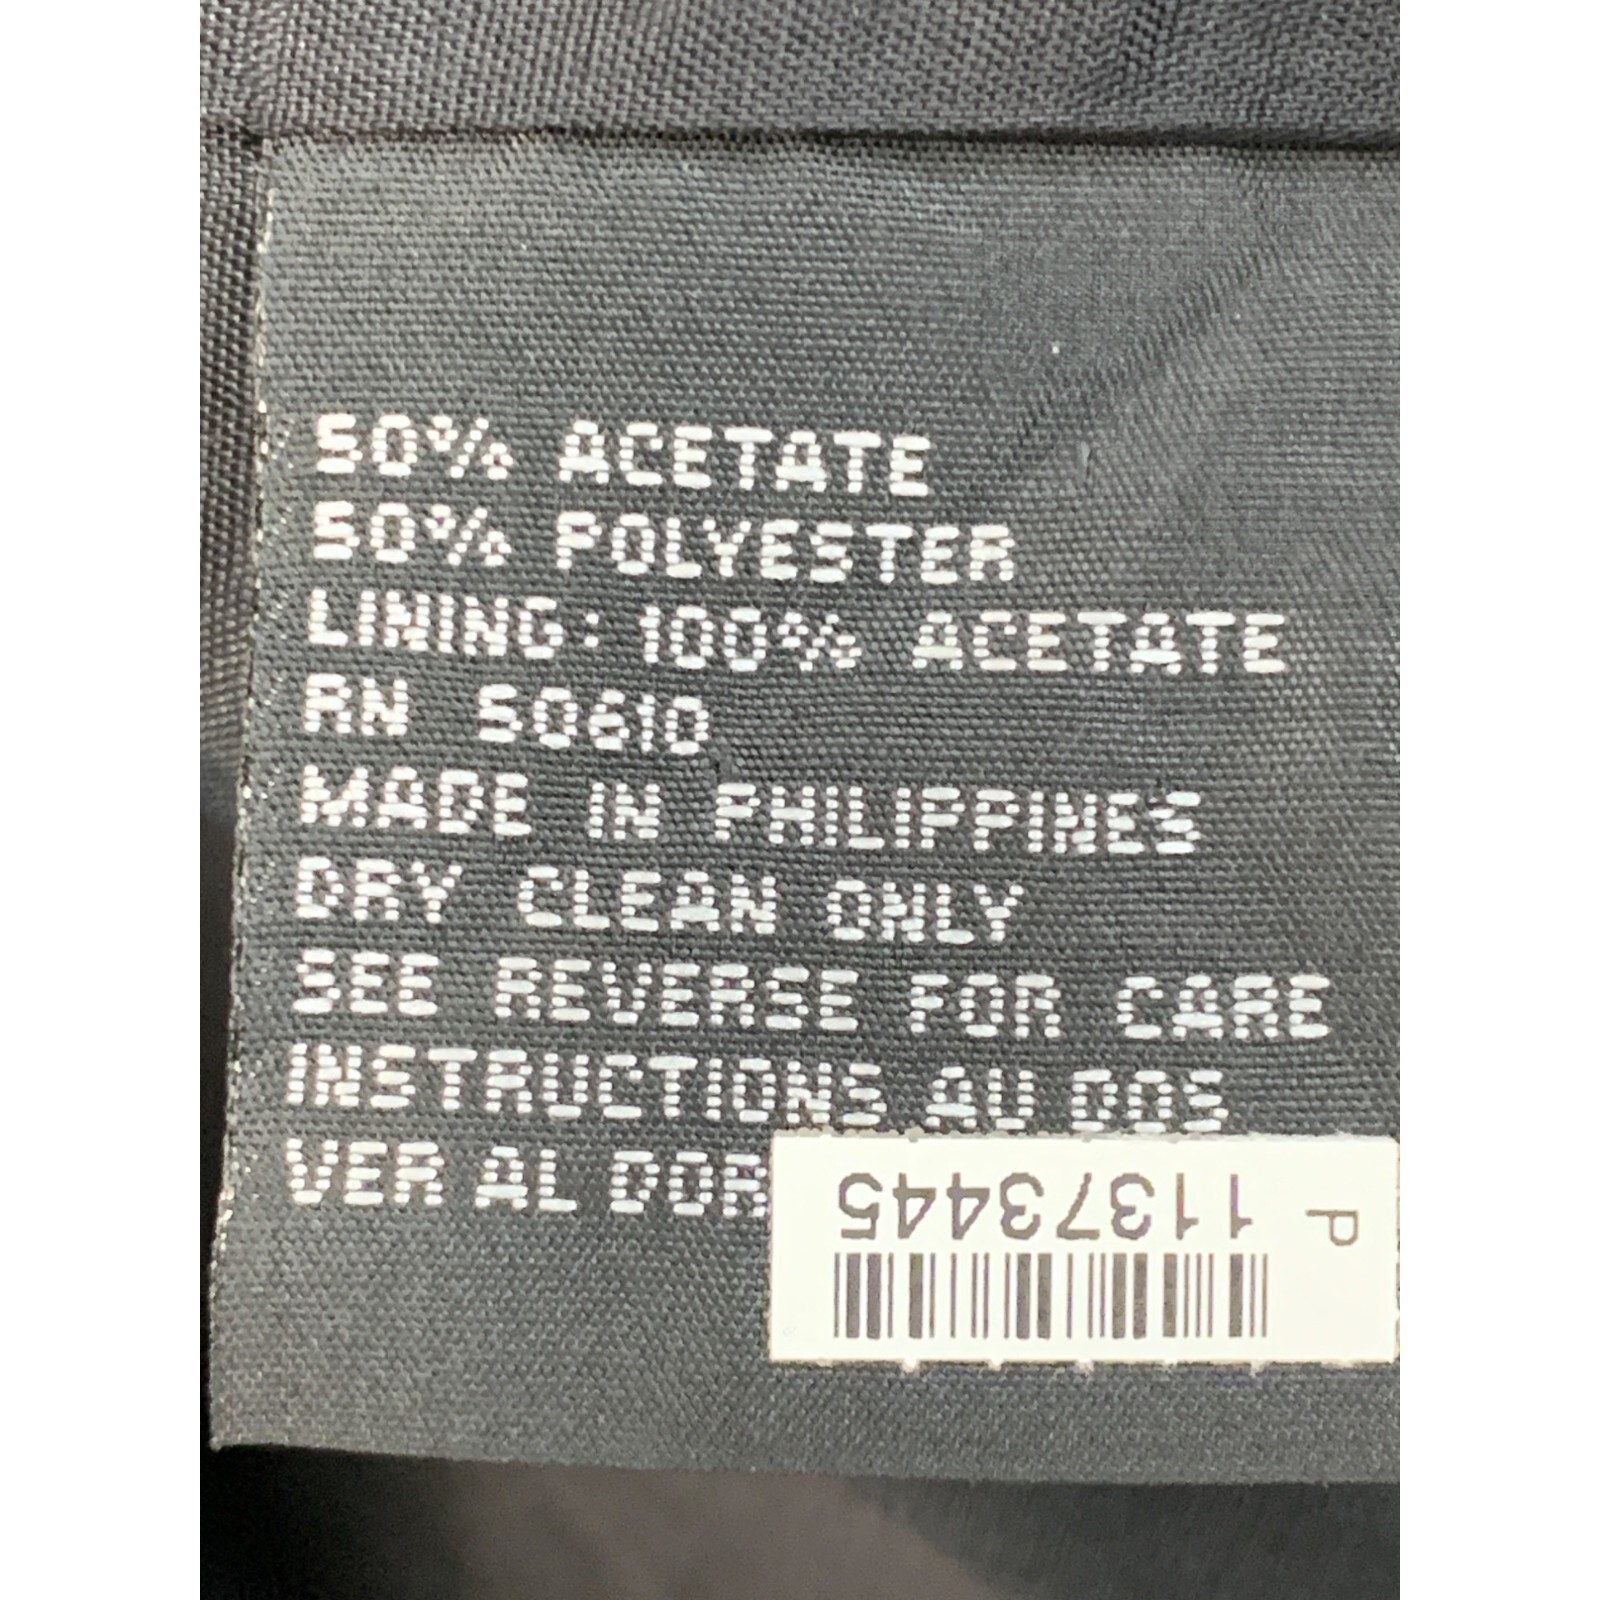 50% ACETATE
50% POLYESTER
LINING: 100% ACETATE
RN 50610
MADE IN PHILIPPINES
DRY CLEAN ONLY
SEE REVERSE FOR CARE
INSTRUCTIONS AU DOS
VER AL
11373445
P